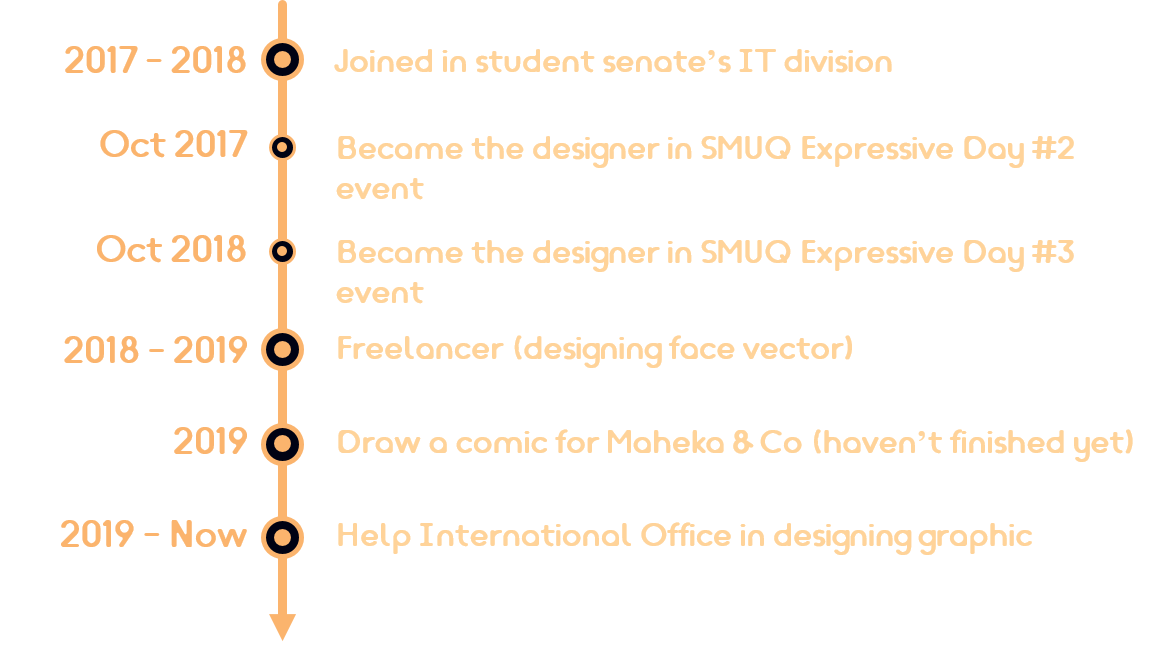 2017 - 2018
Joined in student senate's IT division
Oct 2017
Became the designer in SMUQ Expressive Day #2
event
Oct 2018
Became the designer in SMUQ Expressive Day #3
event
2018 - 2019
Freelancer (designing face vector)
2019
Draw a comic for Maheka & Co (haven't finished yet)
2019 - Now
Help International Office in designing graphic